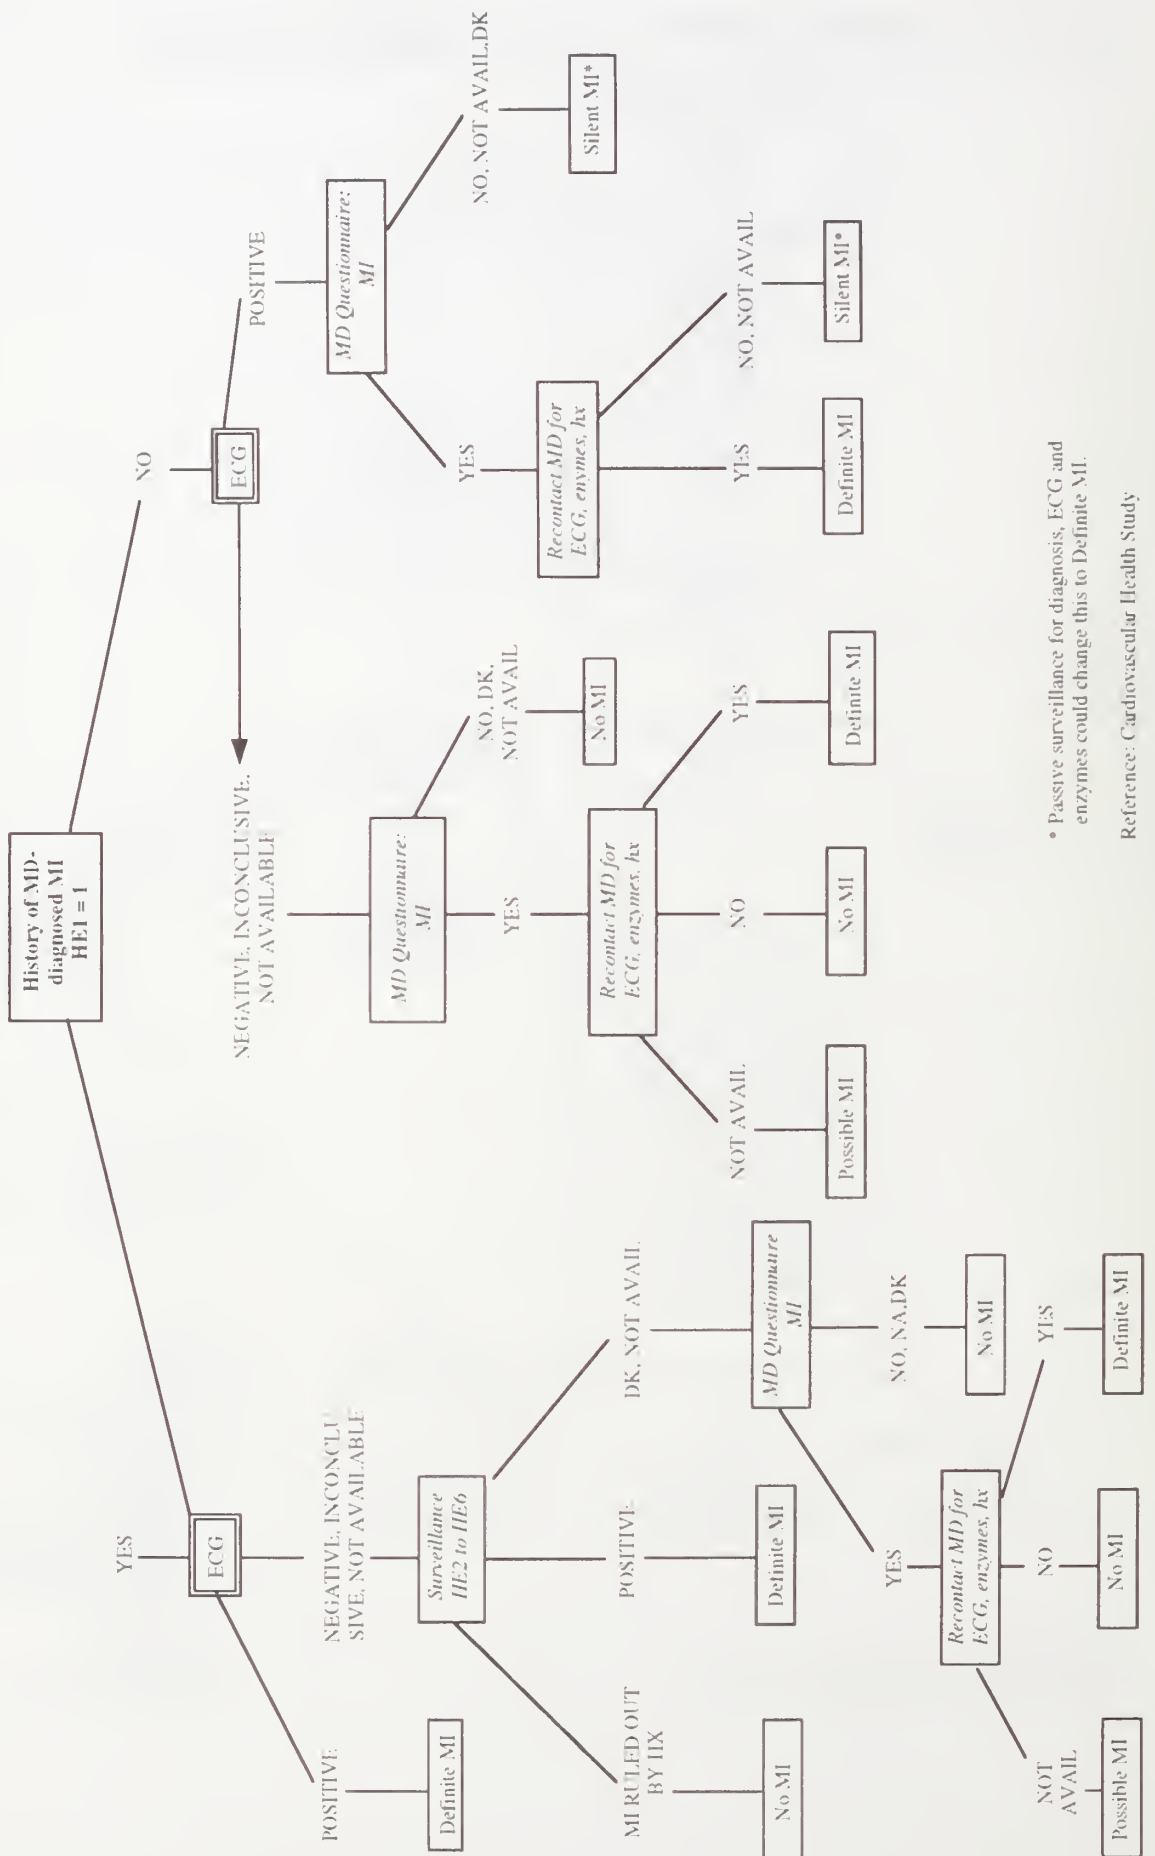 History of MD-
diagnosed MI
HE1 = 1
YES
NO
ECG
ECG
POSITIVE
NEGATIVE, INCONCLU
SIVE, NOT AVAILABLE
NEGATIVE, INCONCLUSIVE,
NOT AVAILABLE
POSITIVE
Definite MI
Surveillance
HE2 to HE6
MD Questionnaire:
MI
MD Questionnaire:
MI
MI RULED OUT
BY HX
POSITIVE
DK, NOT AVAIL
YES
NO, DK,
NOT AVAIL
YES
NO, NOT AVAIL,DK
No MI
Definite MI
MD Questionnaire
MI
Recontact MD for
ECG, enzymes, hx
No MI
Recontact MD for
ECG, enymes, hx
Silent MI*
YES
NO, NA,DK
NOT AVAIL
NO
YES
YES
NO, NOT AVAIL
Recontact MD for
ECG, enzymes, hx
No MI
Possible MI
No MI
Definite MI
Definite MI
Silent MI*
NOT
AVAIL
NO
YES
Possible MI
No MI
Definite MI
* Passive surveillance for diagnosis, ECG and
enzymes could change this to Definite MI.
Reference: Cardiovascular Health Study